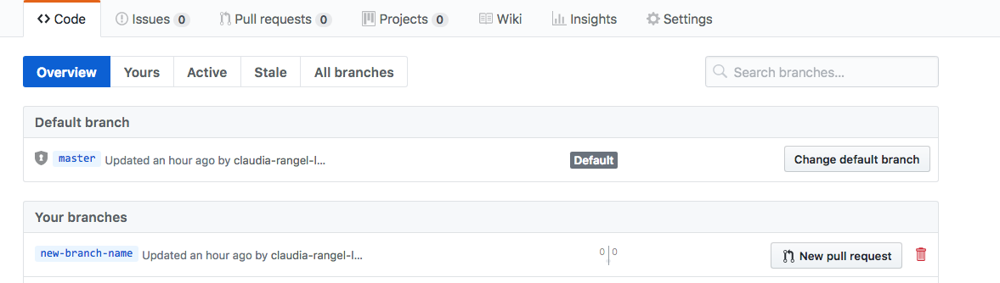 Code Issues 0 Pull requests 0 Projects 0 Wiki Insights Settings
Overview Yours Active Stale All branches Search branches...
Default branch
master Updated an hour ago by claudia-rangel-l... Default Change default branch
Your branches
new-branch-name Updated an hour ago by claudia-rangel-l... 0 0 New pull request